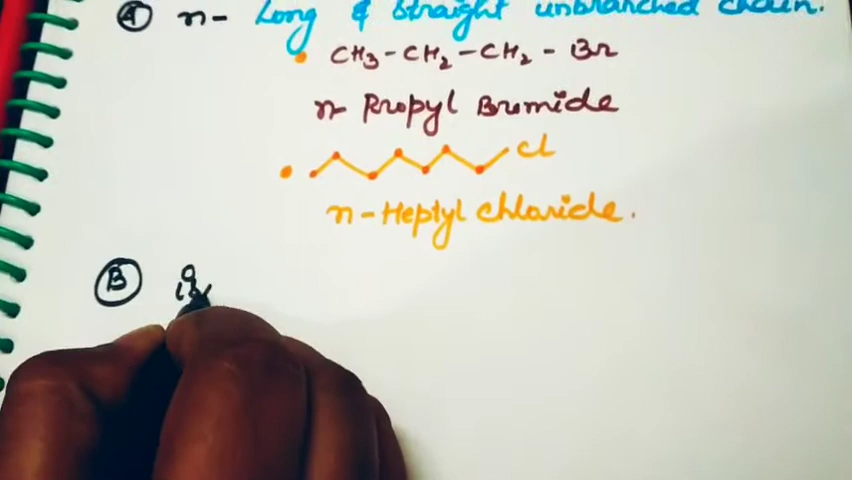 Ⓐ n- Long & straight unbranched chain.
• CH₃-CH₂-CH₂-Br
n- Propyl Bromide
• Cl
n-Heptyl chloride.
Ⓑ